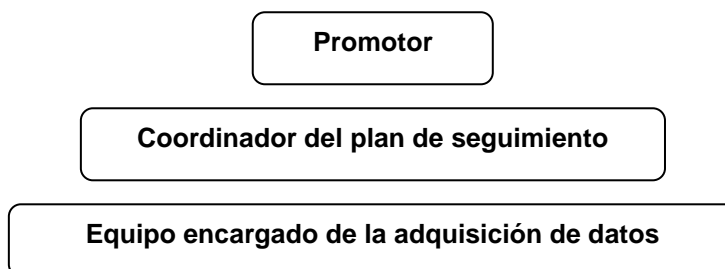 Promotor
Coordinador del plan de seguimiento
Equipo encargado de la adquisición de datos